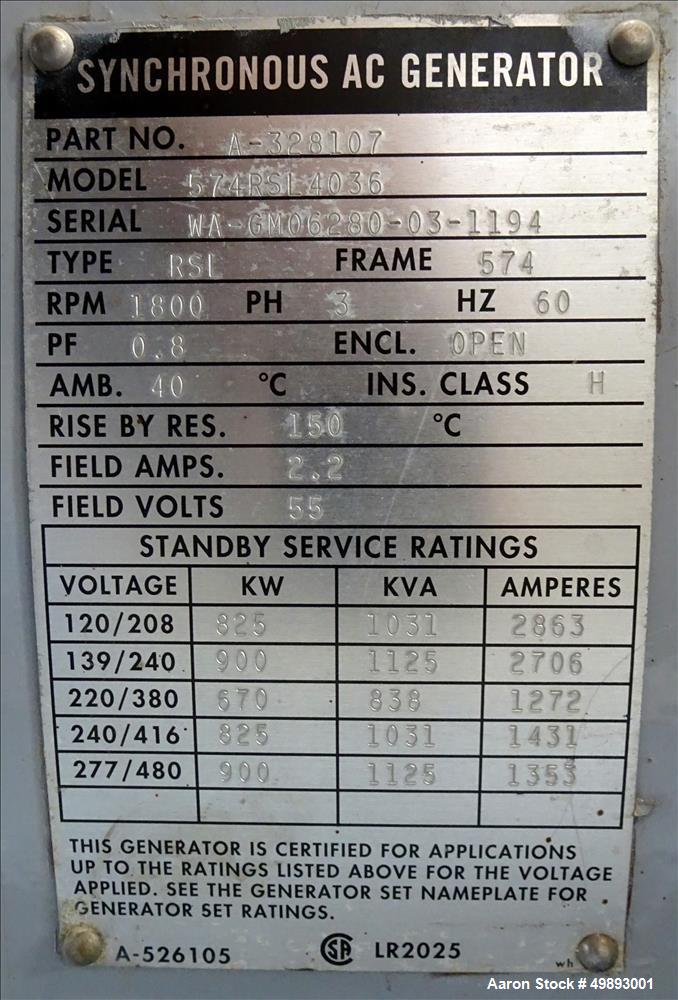 SYNCHRONOUS AC GENERATOR
PART NO. A-328107
MODEL 574RSL4036
SERIAL WA-GM06280-03-1194
TYPE RSL FRAME 574
RPM 1800 PH 3 HZ 60
PF 0.8 ENCL. OPEN
AMB. 40 °C INS. CLASS H
RISE BY RES. 150 °C
FIELD AMPS. 2.2
FIELD VOLTS 55
STANDBY SERVICE RATINGS
VOLTAGE KW KVA AMPERES
120/208 825 1031 2863
139/240 900 1125 2706
220/380 670 838 1272
240/416 825 1031 1431
277/480 900 1125 1353
THIS GENERATOR IS CERTIFIED FOR APPLICATIONS
UP TO THE RATINGS LISTED ABOVE FOR THE VOLTAGE
APPLIED. SEE THE GENERATOR SET NAMEPLATE FOR
GENERATOR SET RATINGS.
A-526105 SA LR2025 wh
Aaron Stock # 49893001